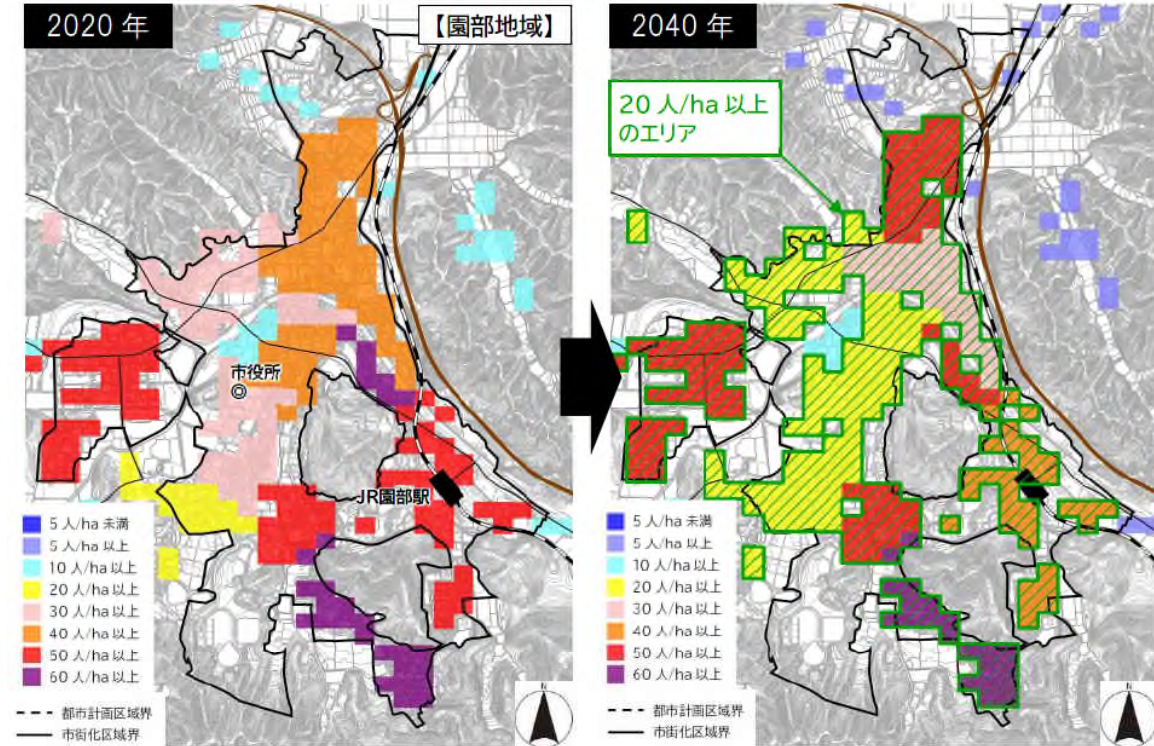 2020 年
【園部地域】
市役所
JR園部駅
5 人/ha 未満
5 人/ha 以上
10 人/ha 以上
20 人/ha 以上
30 人/ha 以上
40 人/ha 以上
50 人/ha 以上
60 人/ha 以上
都市計画区域界
市街化区域界
N
2040 年
20 人/ha 以上
のエリア
5 人/ha 未満
5 人/ha 以上
10 人/ha 以上
20 人/ha 以上
30 人/ha 以上
40 人/ha 以上
50 人/ha 以上
60 人/ha 以上
都市計画区域界
市街化区域界
N